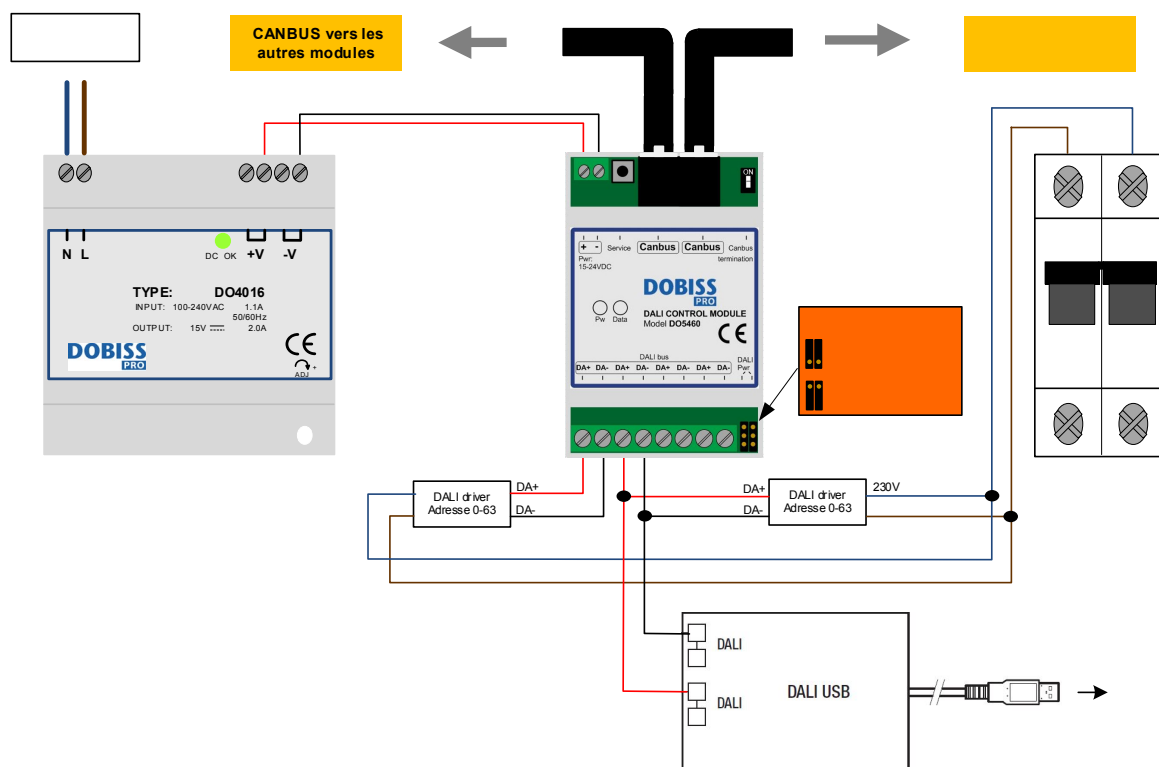 CANBUS vers les
autres modules
N L
DC OK
+V
-V
TYPE: DO4016
INPUT: 100-240VAC 1.1A
50/60Hz
OUTPUT: 15V 2.0A
DOBISS
PRO
CE
ADJ
+
ON
+ - Service Canbus Canbus Canbus
Pwr: termination
15-24VDC
DOBISS
PRO
Pw Data
DALI CONTROL MODULE
Model DO5460
CE
DALI bus
DALI
Pwr
DA+ DA- DA+ DA- DA+ DA- DA+ DA-
DALI driver
Adresse 0-63
DA+
DA-
DA+
DA-
DALI driver
Adresse 0-63
230V
DALI
DALI
DALI USB